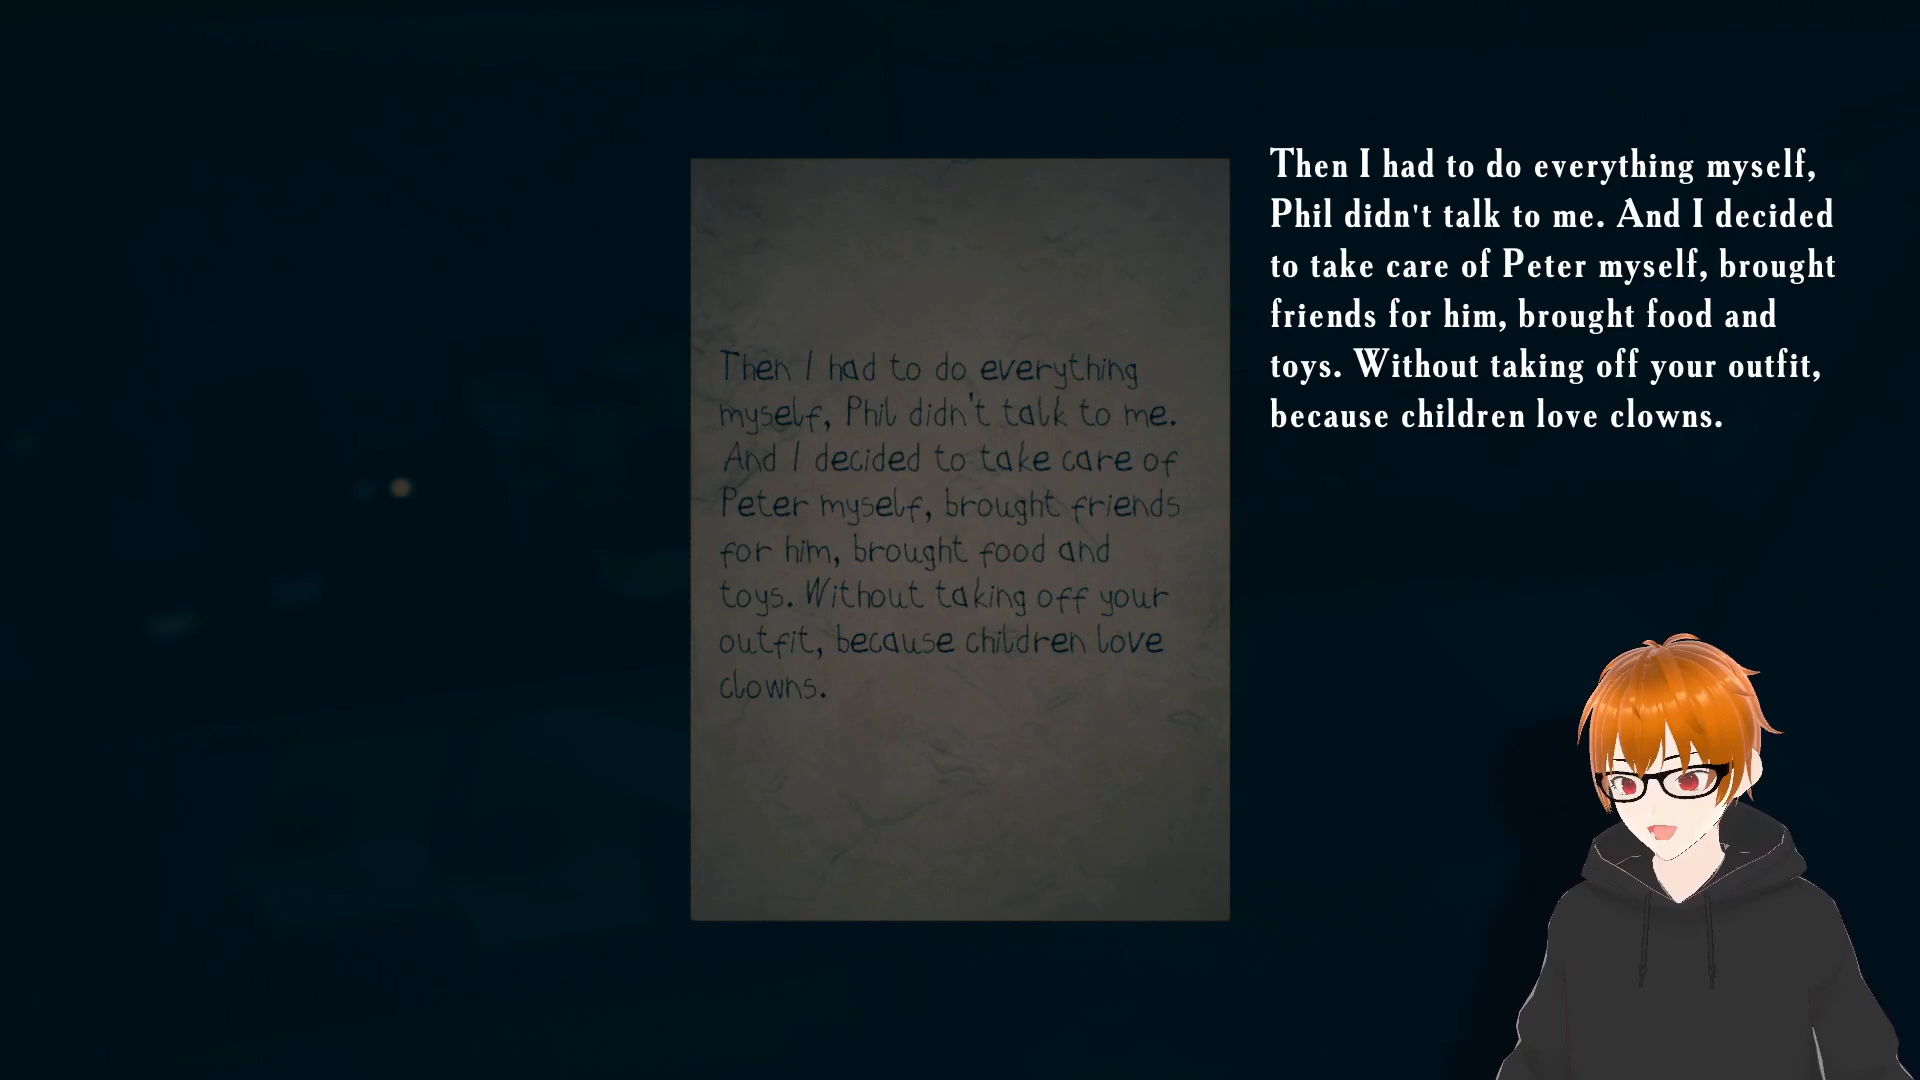 Then I had to do everything
myself, Phil didn't talk to me.
And I decided to take care of
Peter myself, brought friends
for him, brought food and
toys. Without taking off your
outfit, because children love
clowns.
Then I had to do everything myself,
Phil didn't talk to me. And I decided
to take care of Peter myself, brought
friends for him, brought food and
toys. Without taking off your outfit,
because children love clowns.